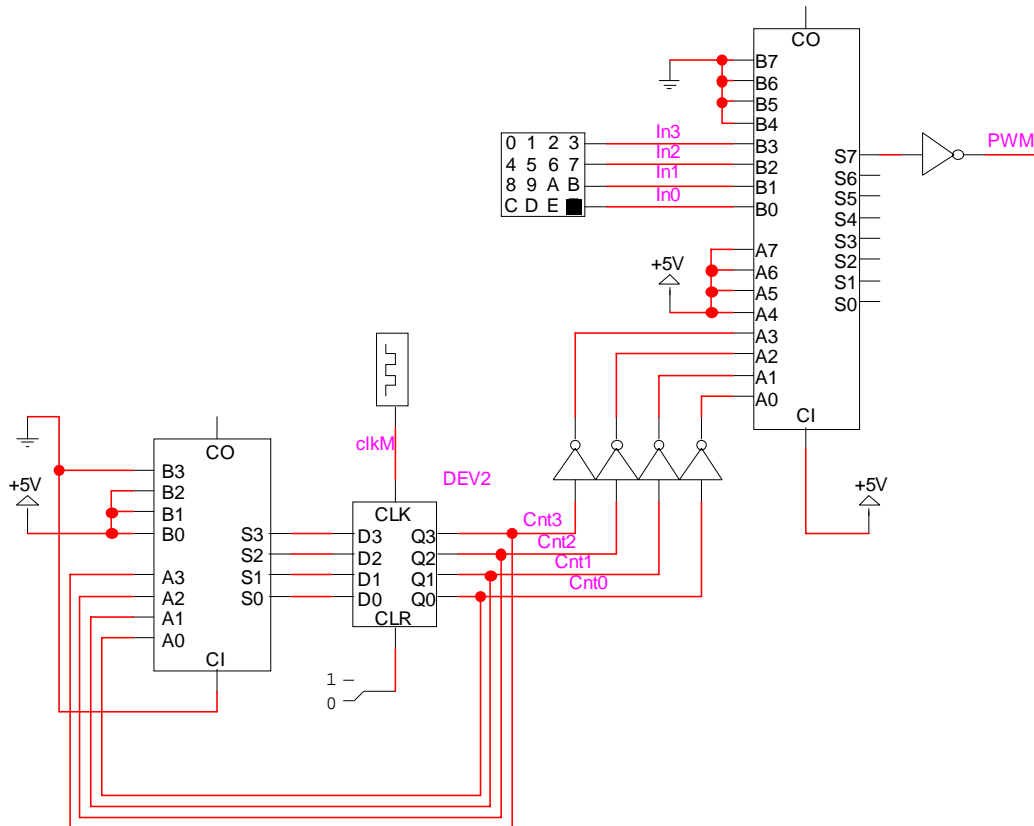 CO
B7
B6
B5
B4
B3
B2
B1
B0
A7
A6
A5
A4
A3
A2
A1
A0
CI
S7
S6
S5
S4
S3
S2
S1
S0
PWM
In3
In2
In1
In0
0 1 2 3
4 5 6 7
8 9 A B
C D E
+5V
+5V
clkM
DEV2
CLK
D3
D2
D1
D0
Q3
Q2
Q1
Q0
CLR
Cnt3
Cnt2
Cnt1
Cnt0
1
0
+5V
CO
B3
B2
B1
B0
A3
A2
A1
A0
S3
S2
S1
S0
CI